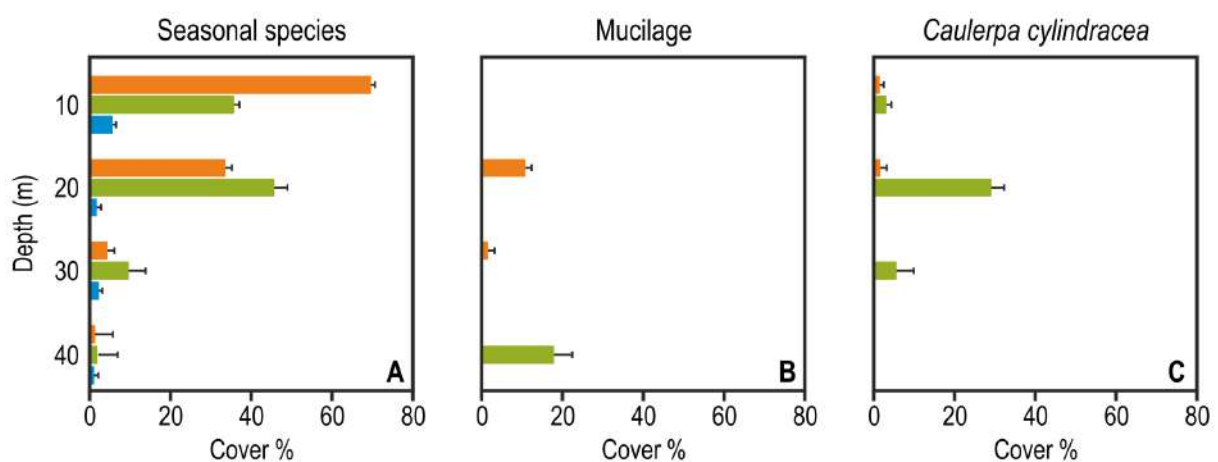 Seasonal species
Mucilage
Caulerpa cylindracea
Depth (m)
10
20
30
40
A
B
C
0 20 40 60 80
0 20 40 60 80
0 20 40 60 80
Cover %
Cover %
Cover %